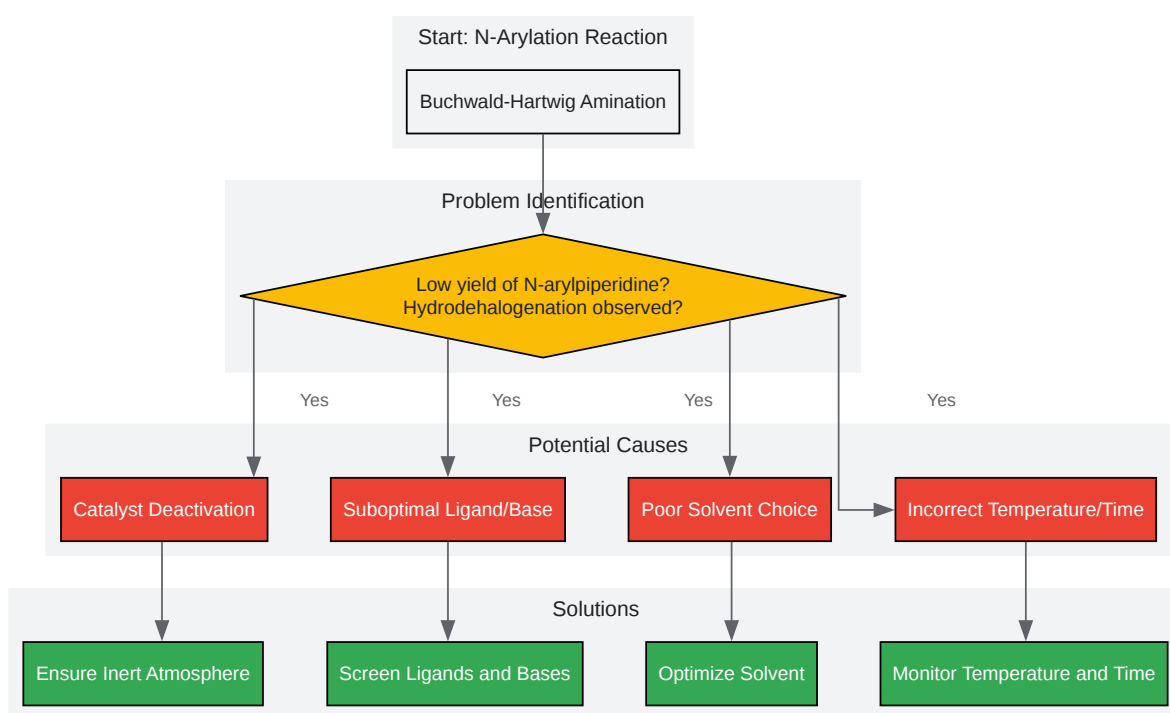 Start: N-Arylation Reaction
Buchwald-Hartwig Amination
Problem Identification
Low yield of N-arylpiperidine?
Hydrodehalogenation observed?
Yes
Yes
Yes
Yes
Potential Causes
Catalyst Deactivation
Suboptimal Ligand/Base
Poor Solvent Choice
Incorrect Temperature/Time
Solutions
Ensure Inert Atmosphere
Screen Ligands and Bases
Optimize Solvent
Monitor Temperature and Time